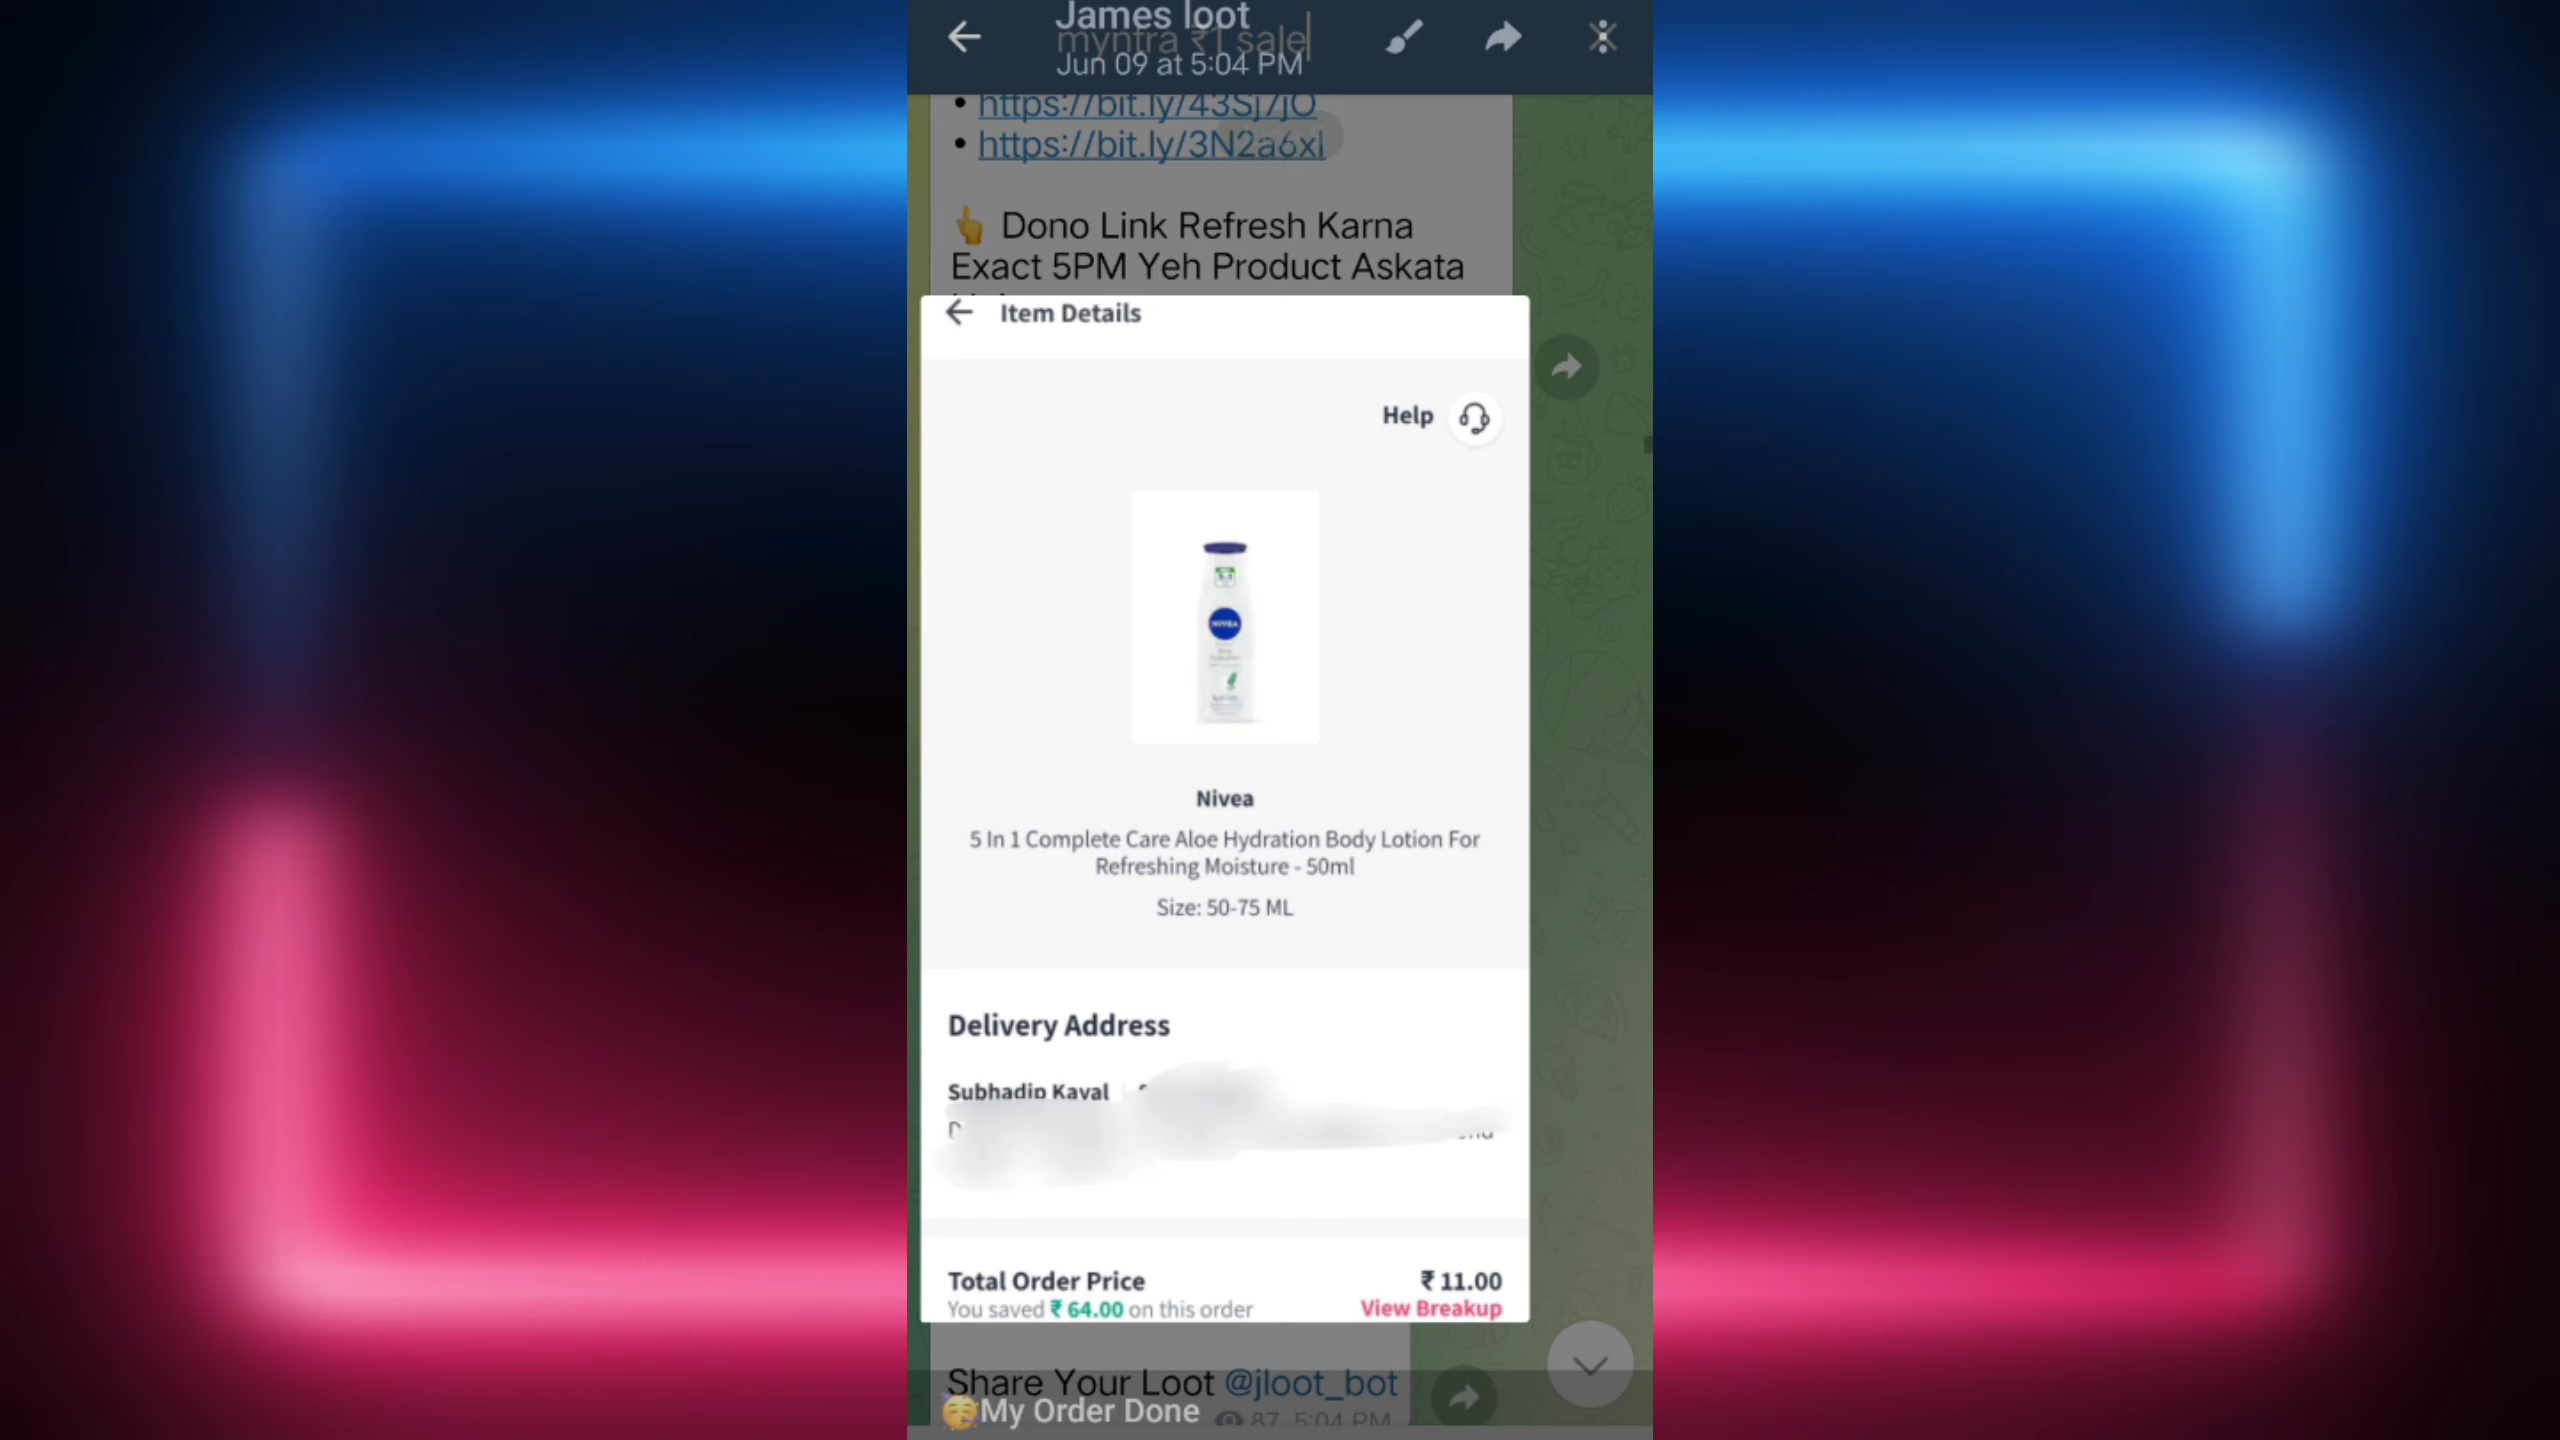 James loot
myntra ₹1 sale
Jun 09 at 5:04 PM
• https://bit.ly/43Sj7jO
• https://bit.ly/3N2a6xl
👆 Dono Link Refresh Karna
Exact 5PM Yeh Product Askata
Item Details
Help
NIVEA
Nivea
5 In 1 Complete Care Aloe Hydration Body Lotion For
Refreshing Moisture - 50ml
Size: 50-75 ML
Delivery Address
Subhadip Kayal
Total Order Price
₹ 11.00
You saved ₹ 64.00 on this order
View Breakup
Share Your Loot @jloot_bot
🥳My Order Done
87 5:04 PM